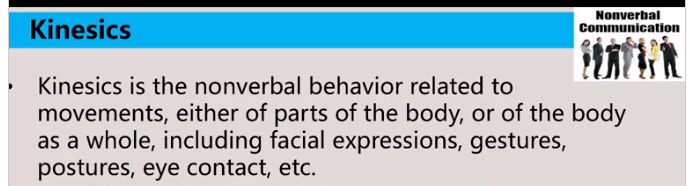 Kinesics
Nonverbal
Communication
• Kinesics is the nonverbal behavior related to
movements, either of parts of the body, or of the body
as a whole, including facial expressions, gestures,
postures, eye contact, etc.